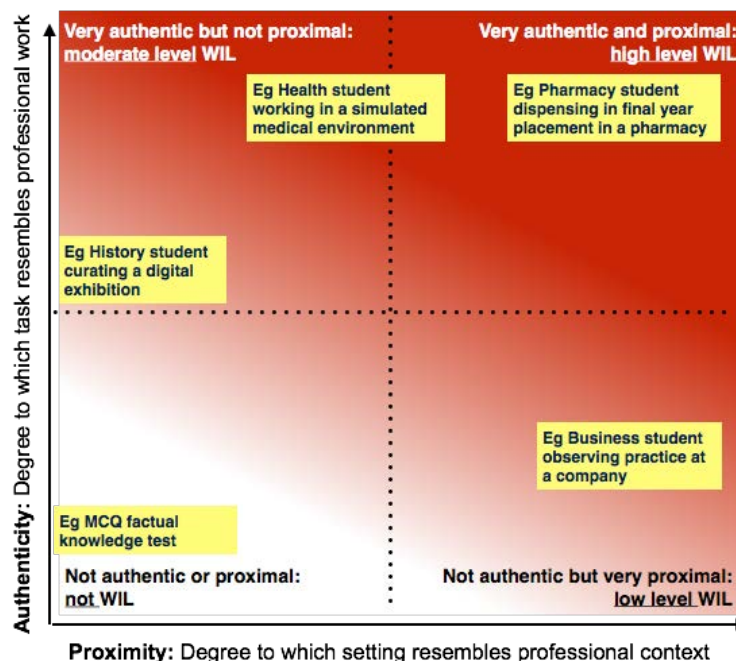 Very authentic but not proximal:
moderate level WIL
Very authentic and proximal:
high level WIL
Eg Health student
working in a simulated
medical environment
Eg Pharmacy student
dispensing in final year
placement in a pharmacy
Eg History student
curating a digital
exhibition
Eg Business student
observing practice at
a company
Eg MCQ factual
knowledge test
Not authentic or proximal:
not WIL
Not authentic but very proximal:
low level WIL
Authenticity: Degree to which task resembles professional work
Proximity: Degree to which setting resembles professional context